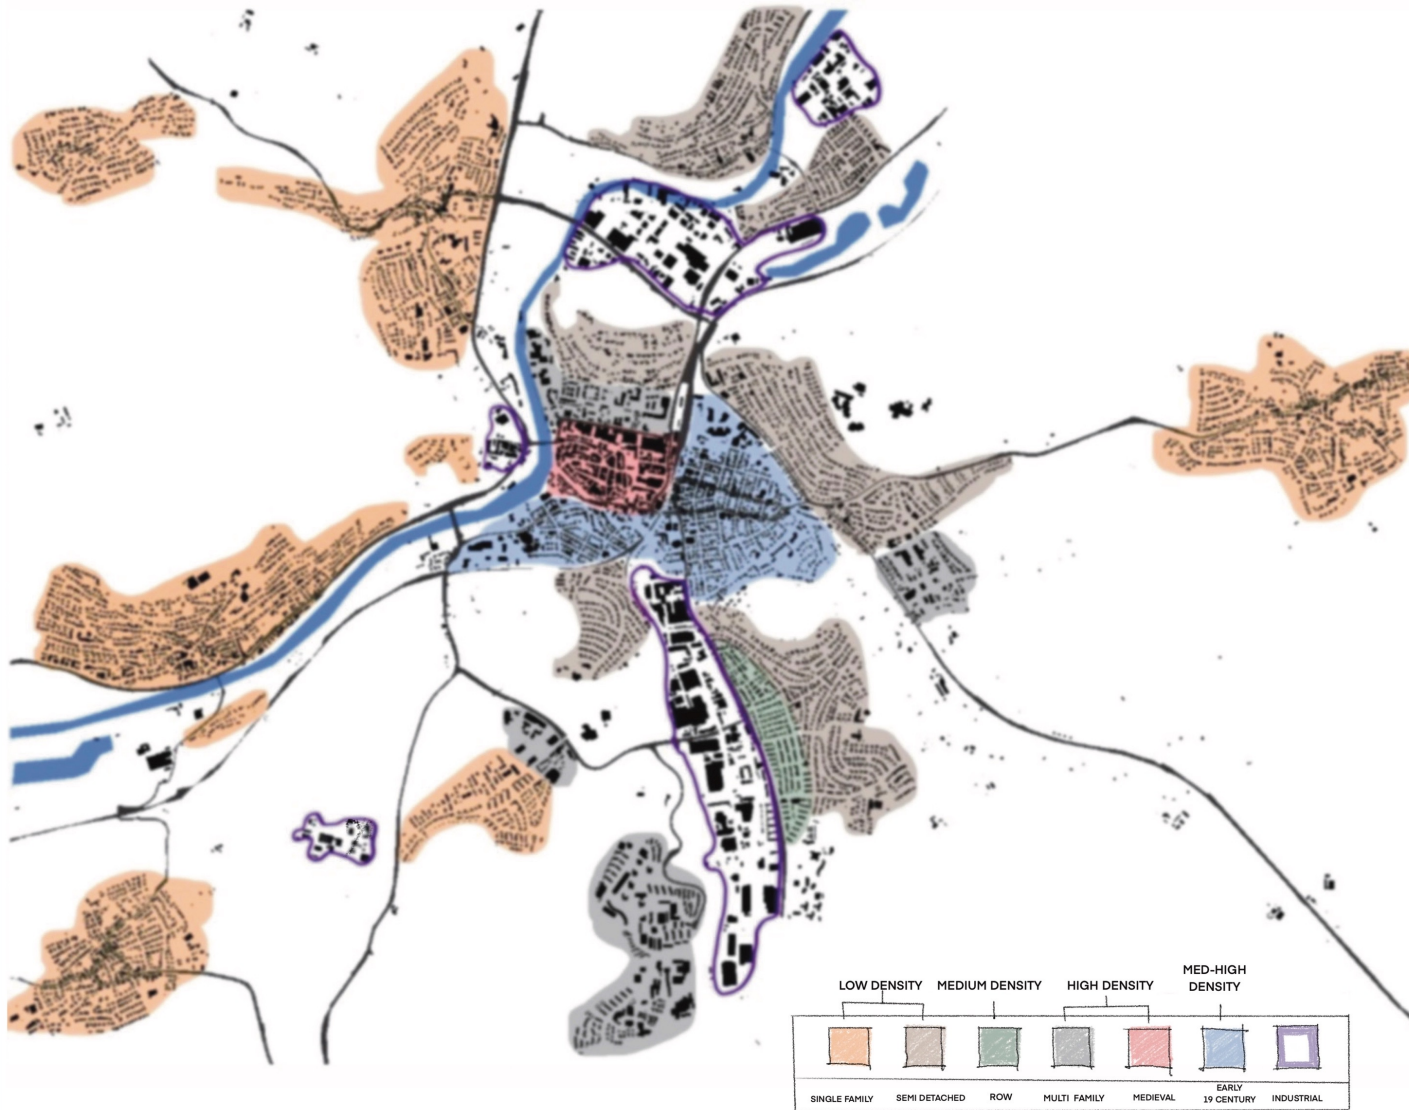 MED-HIGH
LOW DENSITY MEDIUM DENSITY HIGH DENSITY DENSITY
SINGLE FAMILY SEMI DETACHED ROW MULTI FAMILY MEDIEVAL EARLY
19 CENTURY INDUSTRIAL